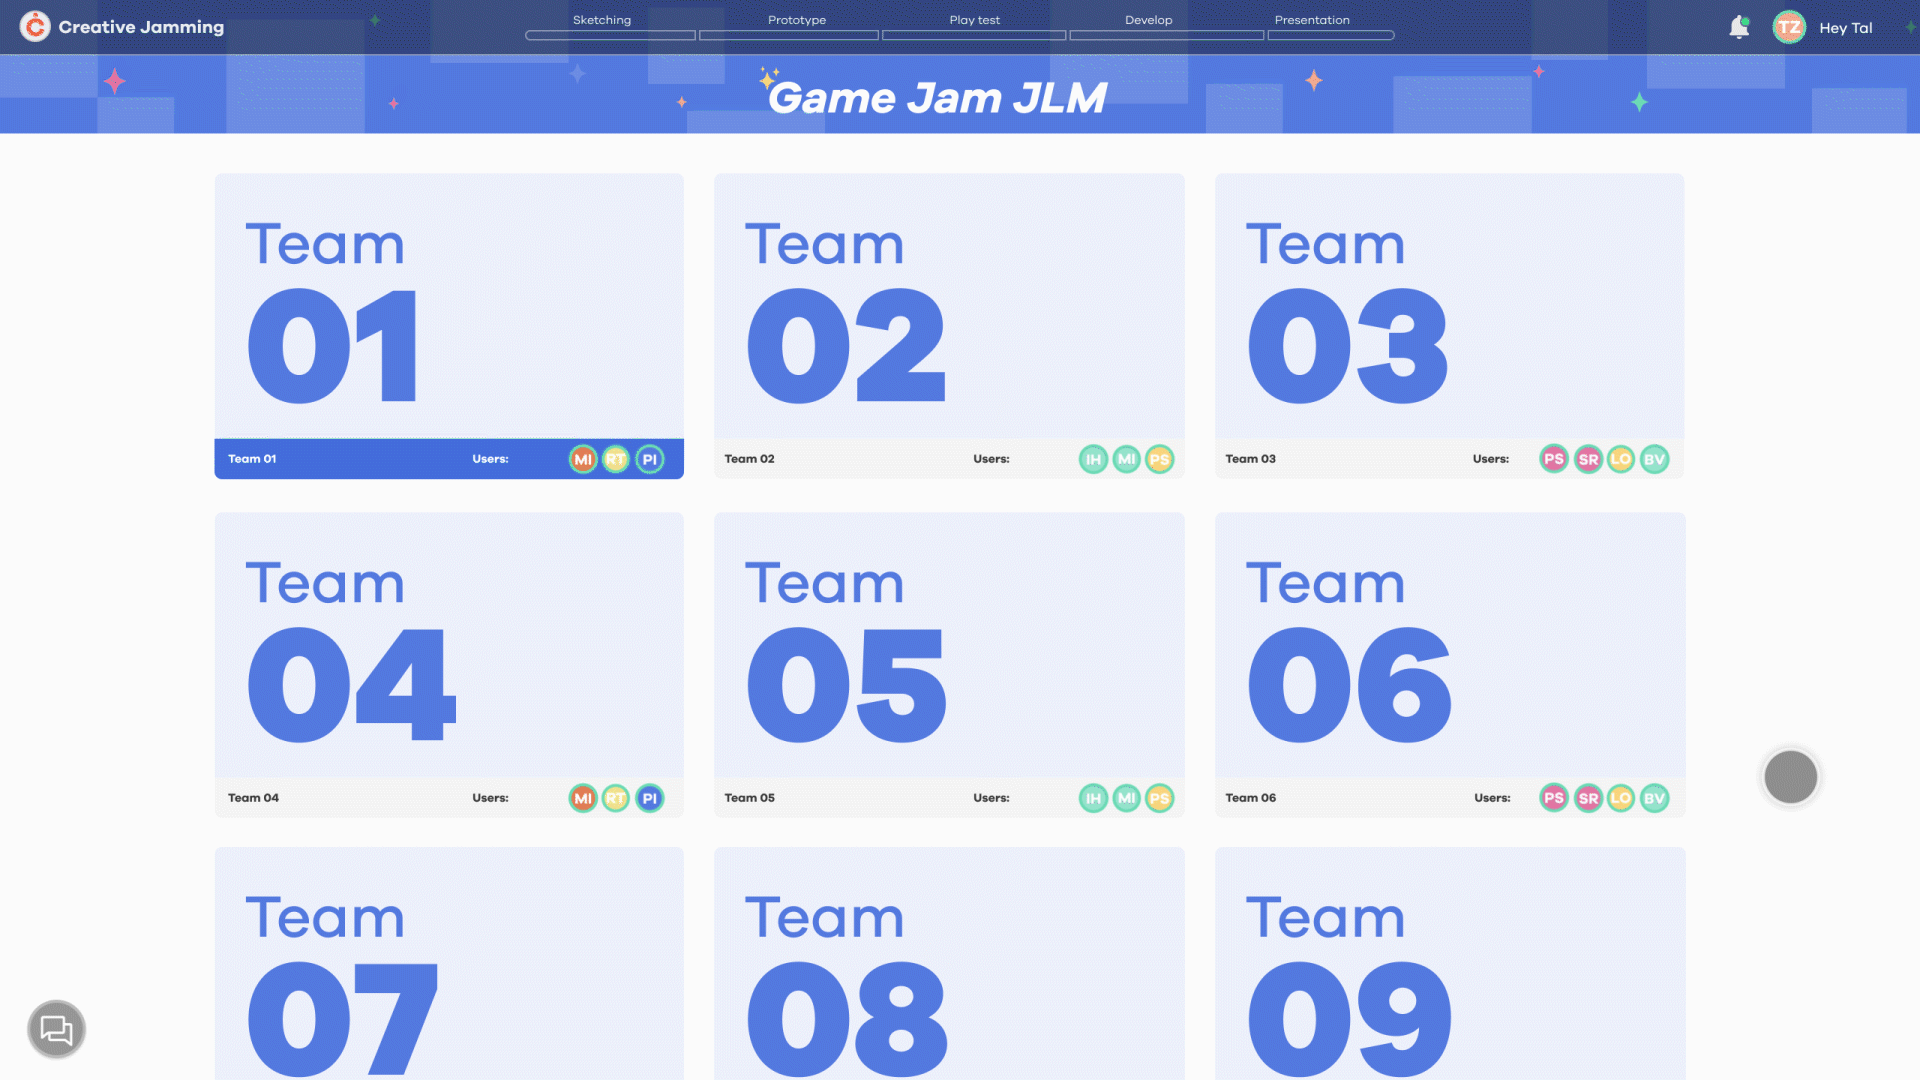 Creative Jamming
Sketching Prototype Play test Develop Presentation
TZ Hey Tal
Game Jam JLM
Team
01
Team 01 Users: MI RT PI
Team
02
Team 02 Users: IH MI PS
Team
03
Team 03 Users: PS SR LO BV
Team
04
Team 04 Users: MI RT PI
Team
05
Team 05 Users: IH MI PS
Team
06
Team 06 Users: PS SR LO BV
Team
07
Team
08
Team
09